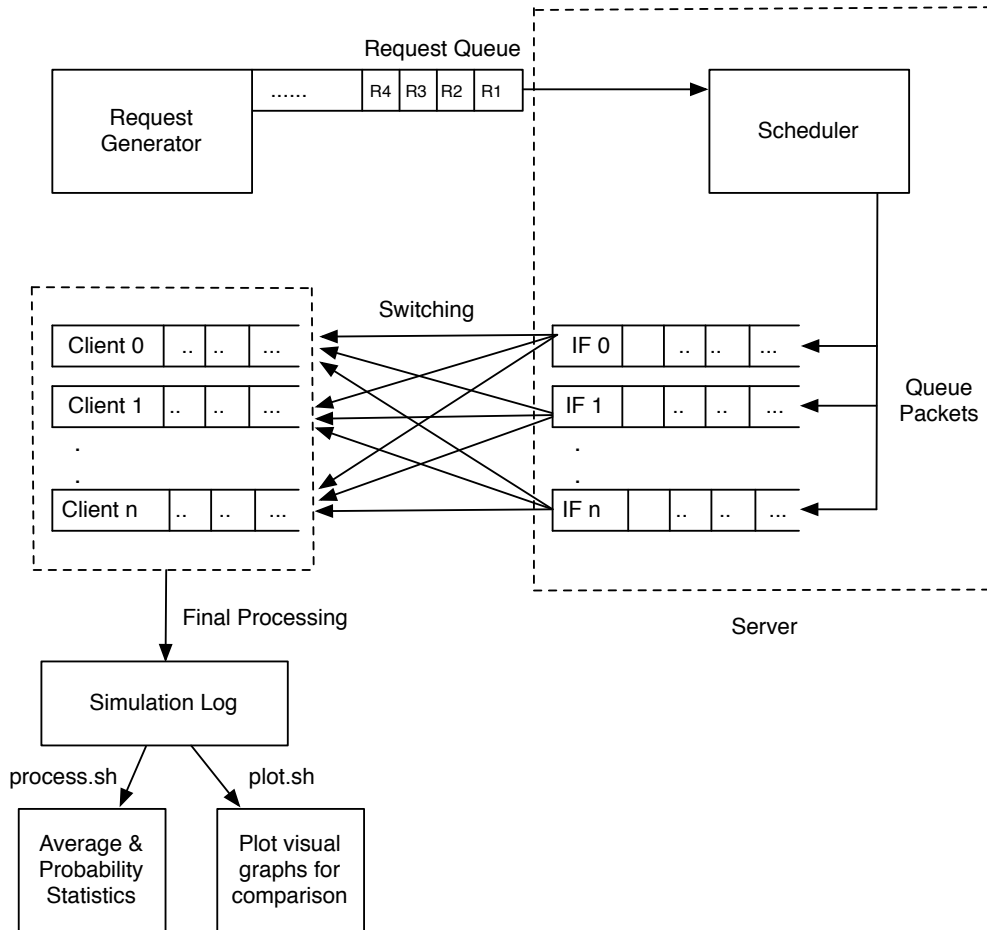 Request Queue
Request
Generator
......
R4
R3
R2
R1
Scheduler
Switching
Client 0
..
..
...
IF 0
..
..
...
Client 1
..
..
...
IF 1
..
..
...
Queue
Packets
.
.
.
.
Client n
..
..
...
IF n
..
..
...
Final Processing
Server
Simulation Log
process.sh
plot.sh
Average &
Probability
Statistics
Plot visual
graphs for
comparison